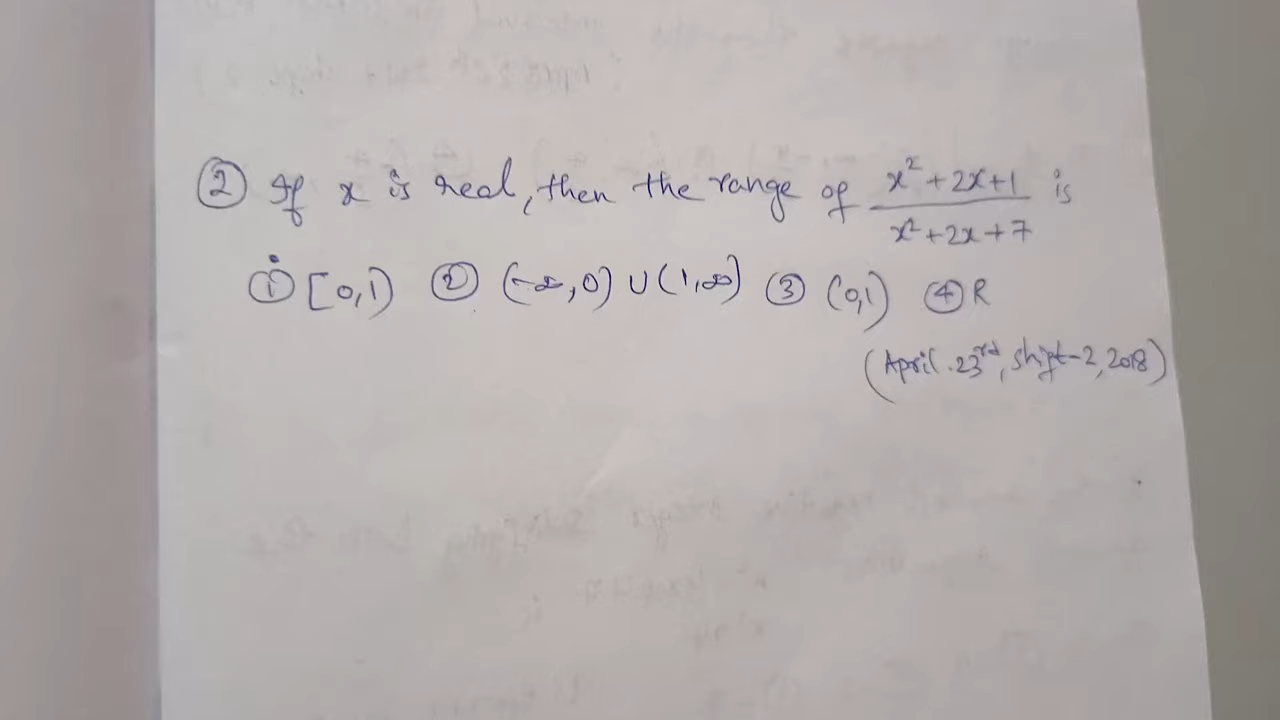 ② If x is real, then the range of (x²+2x+1)/(x²+2x+7) is
① [0,1) ② (-∞,0) ∪ (1,∞) ③ (0,1) ④ R
(April.23rd, shift-2, 2018)